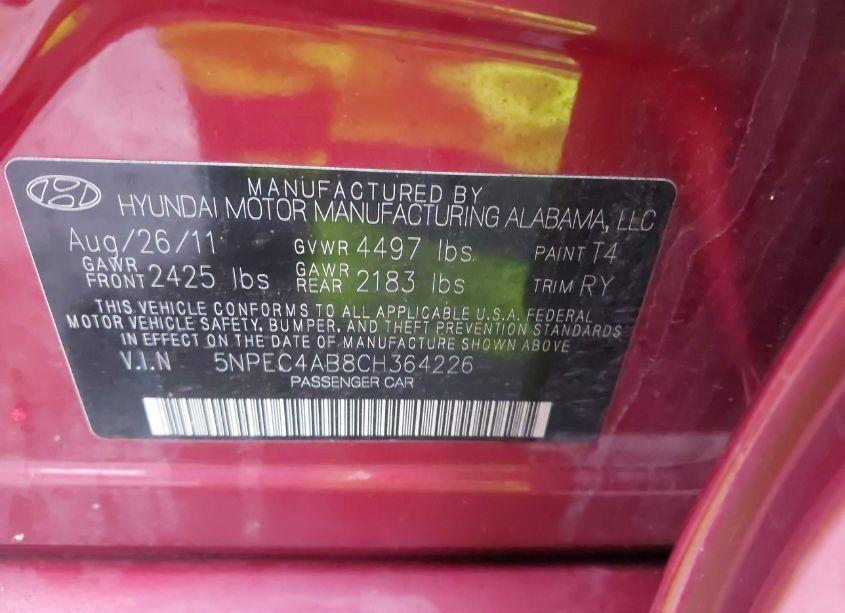 MANUFACTURED BY
HYUNDAI MOTOR MANUFACTURING ALABAMA, LLC
Aug/26/11 GVWR 4497 lbs PAINT T4
GAWR FRONT 2425 lbs GAWR REAR 2183 lbs TRIM RY
THIS VEHICLE CONFORMS TO ALL APPLICABLE U.S.A. FEDERAL
MOTOR VEHICLE SAFETY, BUMPER, AND THEFT PREVENTION STANDARDS
IN EFFECT ON THE DATE OF MANUFACTURE SHOWN ABOVE
V.I.N 5NPEC4AB8CH364226
PASSENGER CAR